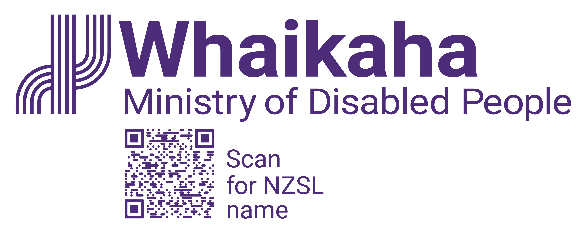 Whaikaha
Ministry of Disabled People
Scan
for NZSL
name